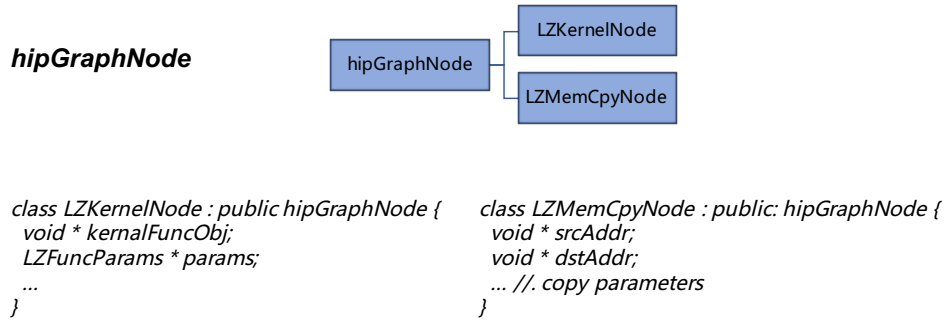 hipGraphNode
hipGraphNode
LZKernelNode
LZMemCpyNode
class LZKernelNode : public hipGraphNode {
void * kernalFuncObj;
LZFuncParams * params;
...
}
class LZMemCpyNode : public: hipGraphNode {
void * srcAddr;
void * dstAddr;
... //. copy parameters
}